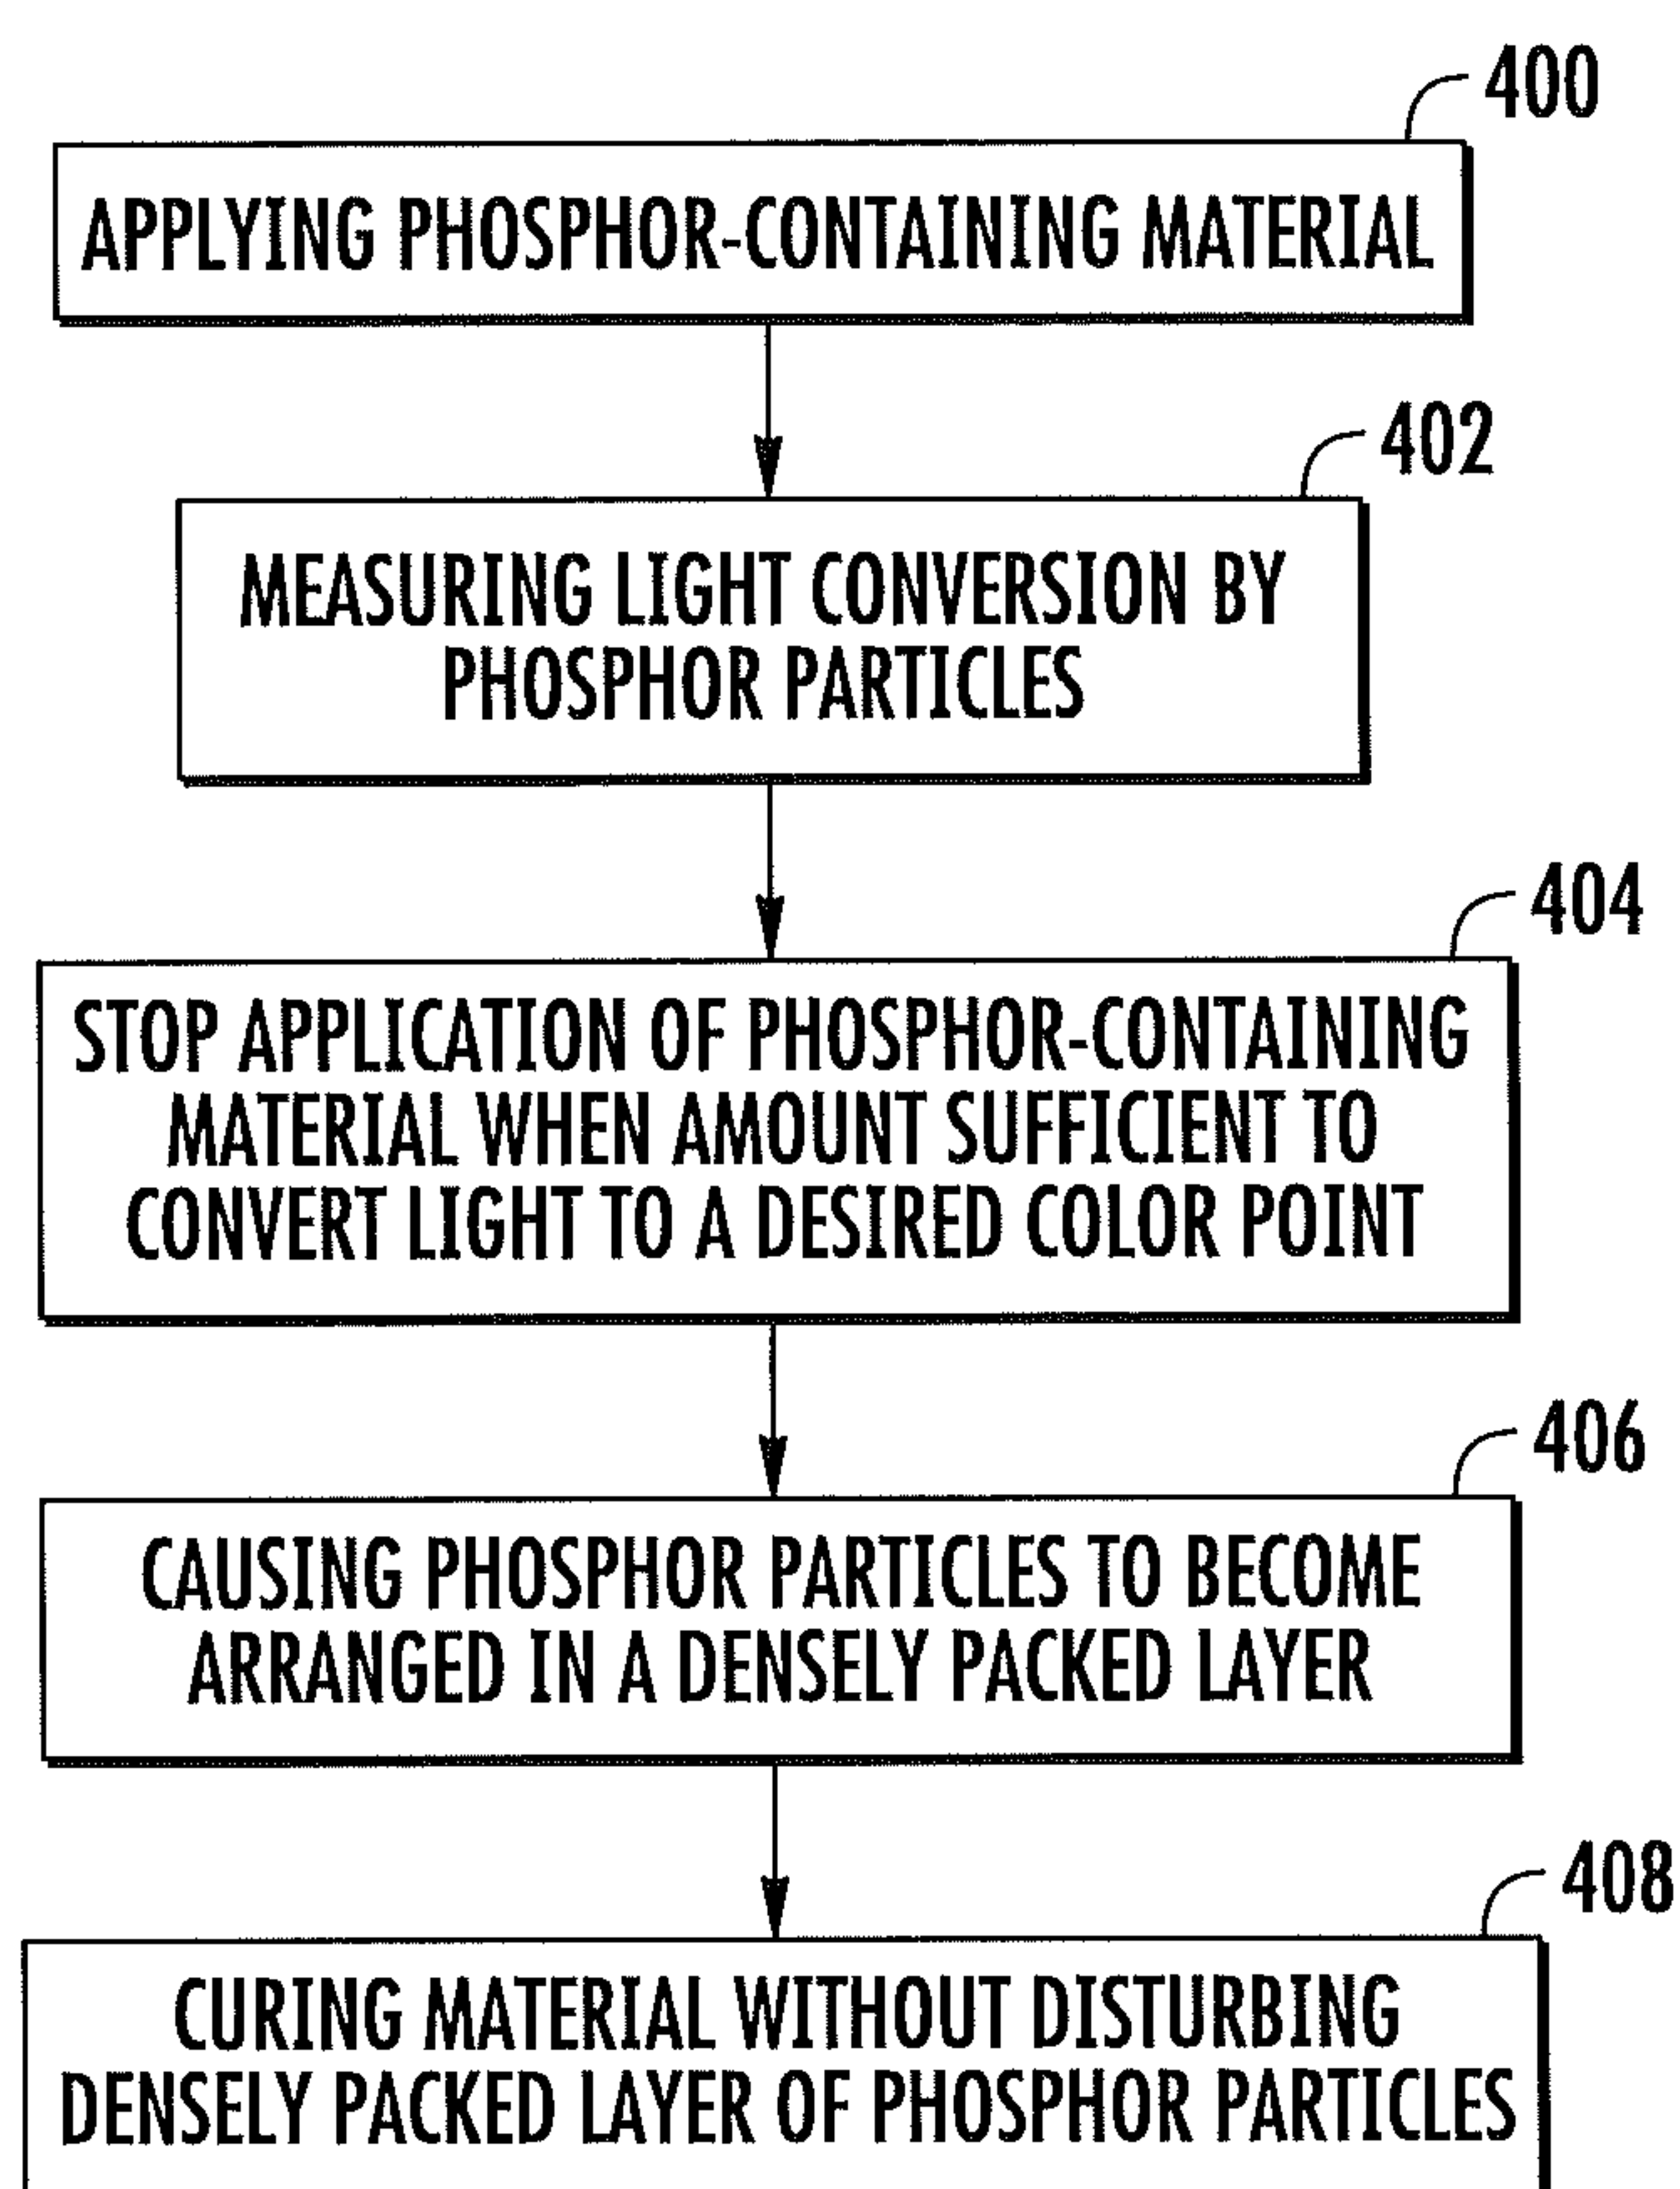 400
APPLYING PHOSPHOR-CONTAINING MATERIAL
402
MEASURING LIGHT CONVERSION BY
PHOSPHOR PARTICLES
404
STOP APPLICATION OF PHOSPHOR-CONTAINING
MATERIAL WHEN AMOUNT SUFFICIENT TO
CONVERT LIGHT TO A DESIRED COLOR POINT
406
CAUSING PHOSPHOR PARTICLES TO BECOME
ARRANGED IN A DENSELY PACKED LAYER
408
CURING MATERIAL WITHOUT DISTURBING
DENSELY PACKED LAYER OF PHOSPHOR PARTICLES